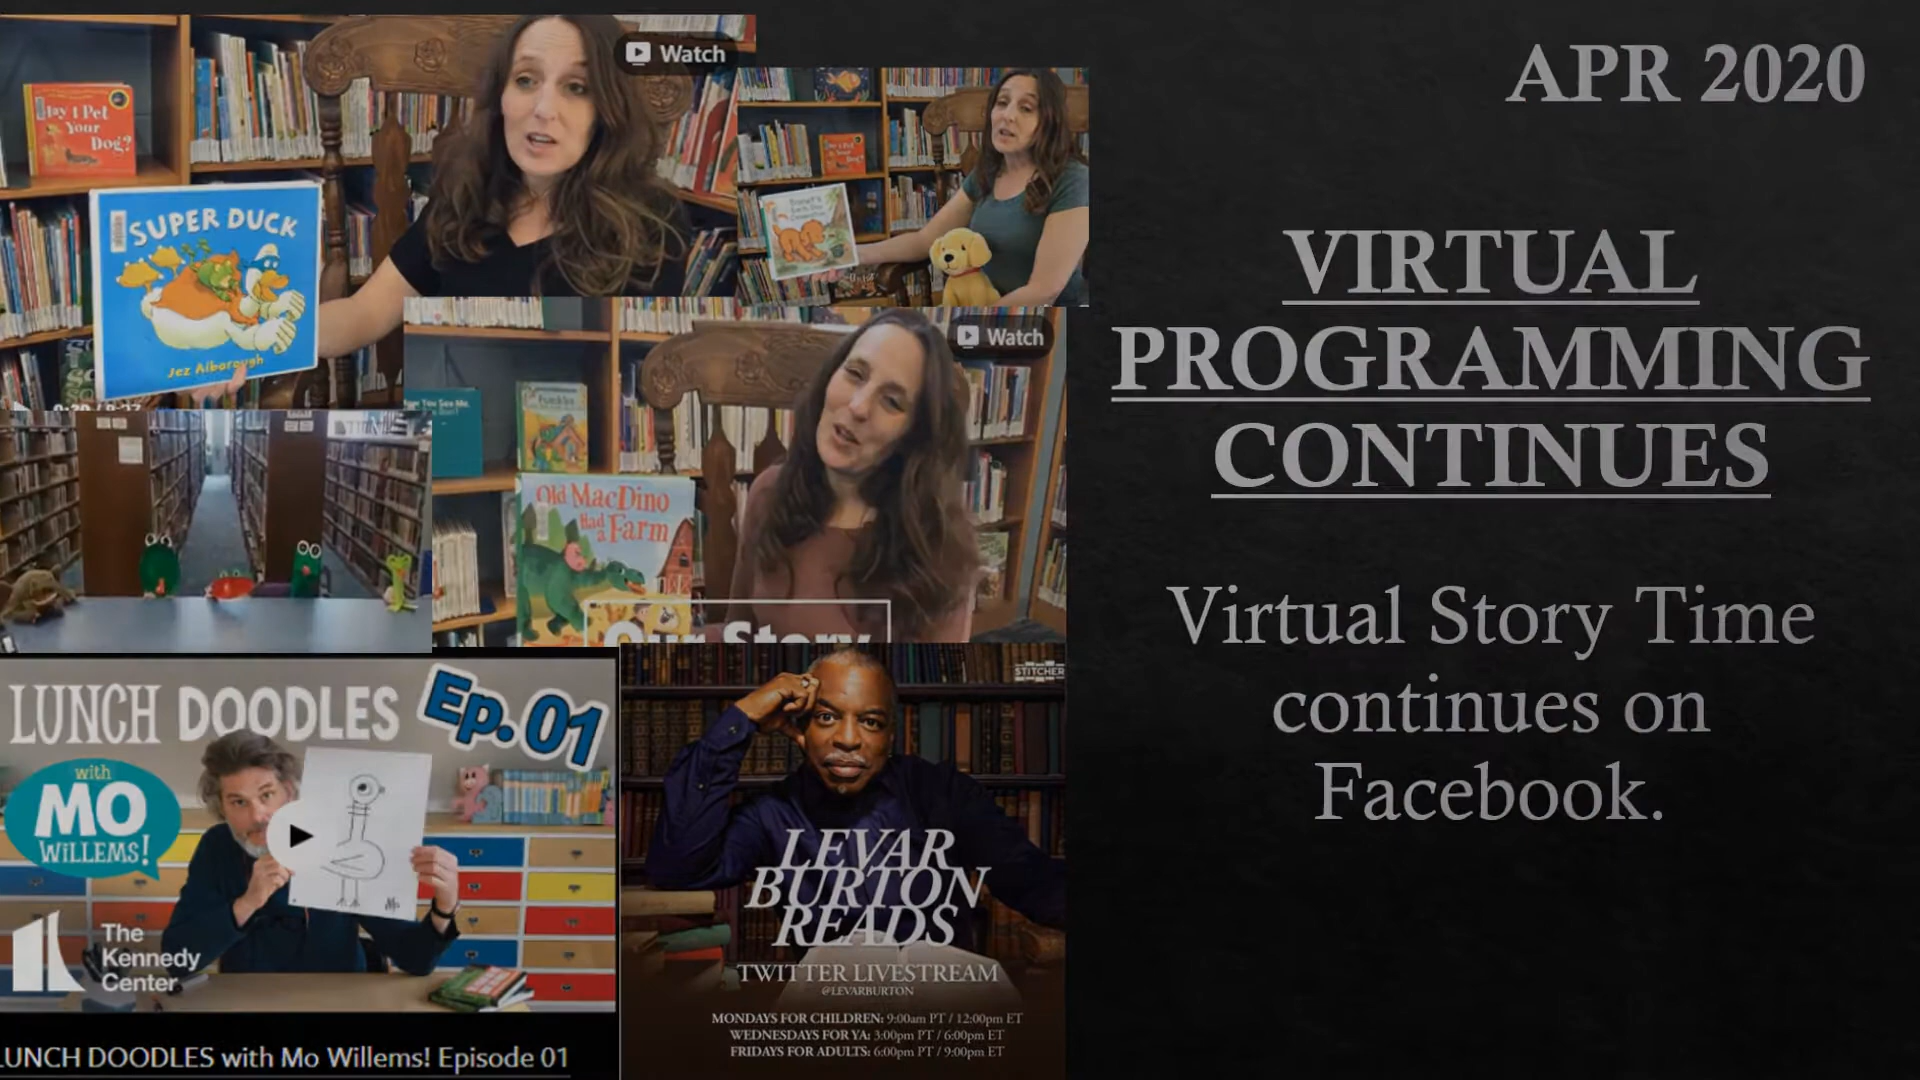 APR 2020
VIRTUAL
PROGRAMMING
CONTINUES
Virtual Story Time
continues on
Facebook.
Watch
May I Pet
Your
Dog?
SUPER DUCK
Jez Alborough
Watch
Old MacDino
Had a Farm
Our Story
LUNCH DOODLES Ep.01
with
MO
WiLLEMS!
The
Kennedy
Center
LUNCH DOODLES with Mo Willems! Episode 01
STITCHER
LEVAR
BURTON
READS
TWITTER LIVESTREAM
@LEVARBURTON
MONDAYS FOR CHILDREN: 9:00am PT / 12:00pm ET
WEDNESDAYS FOR YA: 3:00pm PT / 6:00pm ET
FRIDAYS FOR ADULTS: 6:00pm PT / 9:00pm ET